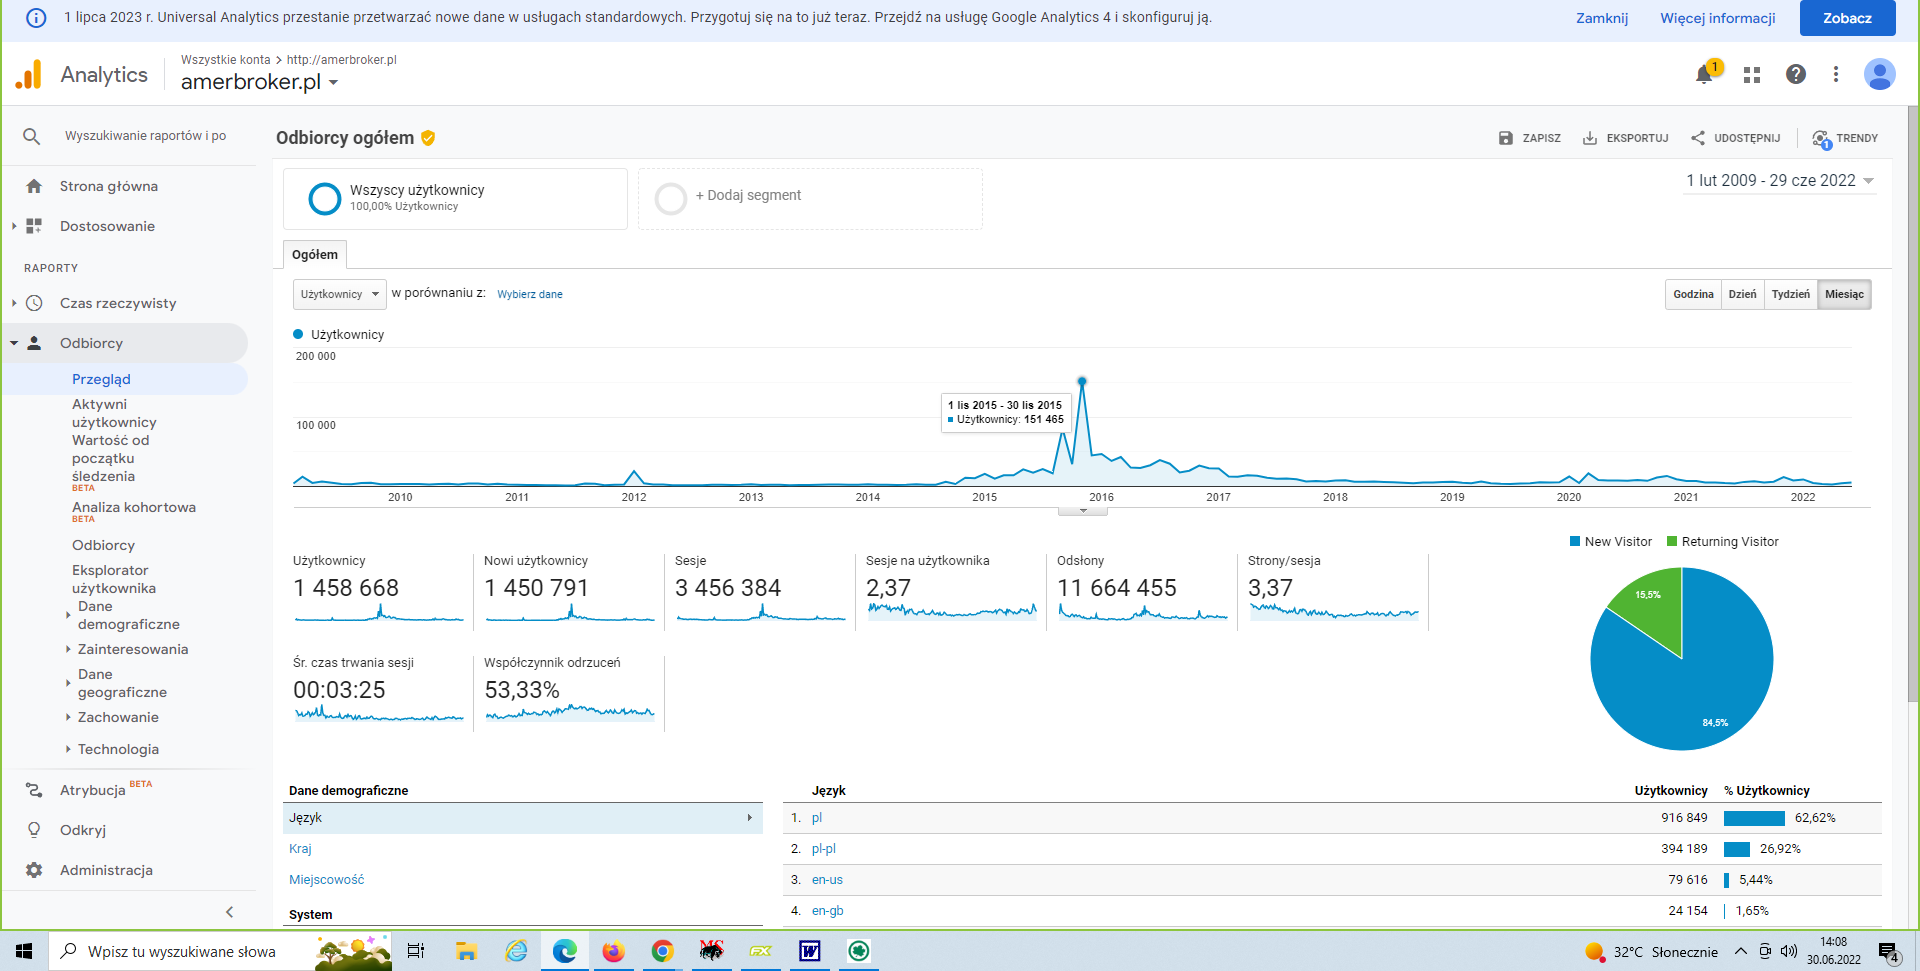 1 lipca 2023 r. Universal Analytics przestanie przetwarzać nowe dane w usługach standardowych. Przygotuj się na to już teraz. Przejdź na usługę Google Analytics 4 i skonfiguruj ją.
Zamknij
Więcej informacji
Zobacz
Analytics
Wszystkie konta > http://amerbroker.pl
amerbroker.pl
1
Wyszukiwanie raportów i po
Strona główna
Dostosowanie
RAPORTY
Czas rzeczywisty
Odbiorcy
Przegląd
Aktywni
użytkownicy
Wartość od
początku
śledzenia
BETA
Analiza kohortowa
BETA
Odbiorcy
Eksplorator
użytkownika
Dane
demograficzne
Zainteresowania
Dane
geograficzne
Zachowanie
Technologia
Atrybucja BETA
Odkryj
Administracja
Odbiorcy ogółem
ZAPISZ
EKSPORTUJ
UDOSTĘPNIJ
1
TRENDY
Wszyscy użytkownicy
100,00% Użytkownicy
+ Dodaj segment
1 lut 2009 - 29 cze 2022
Ogółem
Użytkownicy
w porównaniu z:
Wybierz dane
Godzina
Dzień
Tydzień
Miesiąc
Użytkownicy
200 000
100 000
1 lis 2015 - 30 lis 2015
Użytkownicy: 151 465
2010 2011 2012 2013 2014 2015 2016 2017 2018 2019 2020 2021 2022
Użytkownicy
1 458 668
Nowi użytkownicy
1 450 791
Sesje
3 456 384
Sesje na użytkownika
2,37
Odsłony
11 664 455
Strony/sesja
3,37
Śr. czas trwania sesji
00:03:25
Współczynnik odrzuceń
53,33%
New Visitor
Returning Visitor
15,5%
84,5%
Dane demograficzne
Język
Kraj
Miejscowość
System
Język Użytkownicy % Użytkownicy
1. pl 916 849 62,62%
2. pl-pl 394 189 26,92%
3. en-us 79 616 5,44%
4. en-gb 24 154 1,65%
Wpisz tu wyszukiwane słowa
MS
FX
W
32°C Słonecznie
14:08
30.06.2022
4